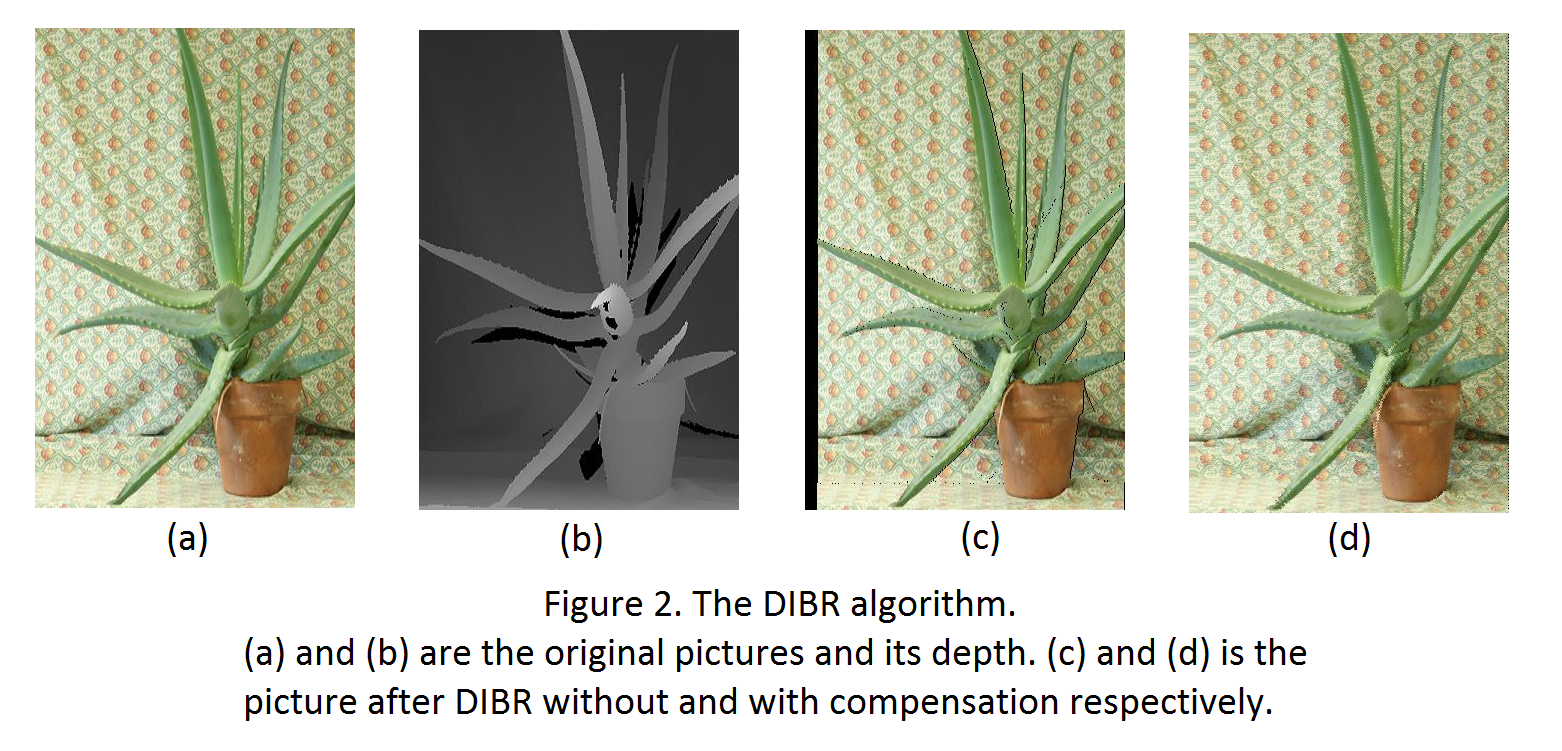 (a) (b) (c) (d)
Figure 2. The DIBR algorithm.
(a) and (b) are the original pictures and its depth. (c) and (d) is the
picture after DIBR without and with compensation respectively.